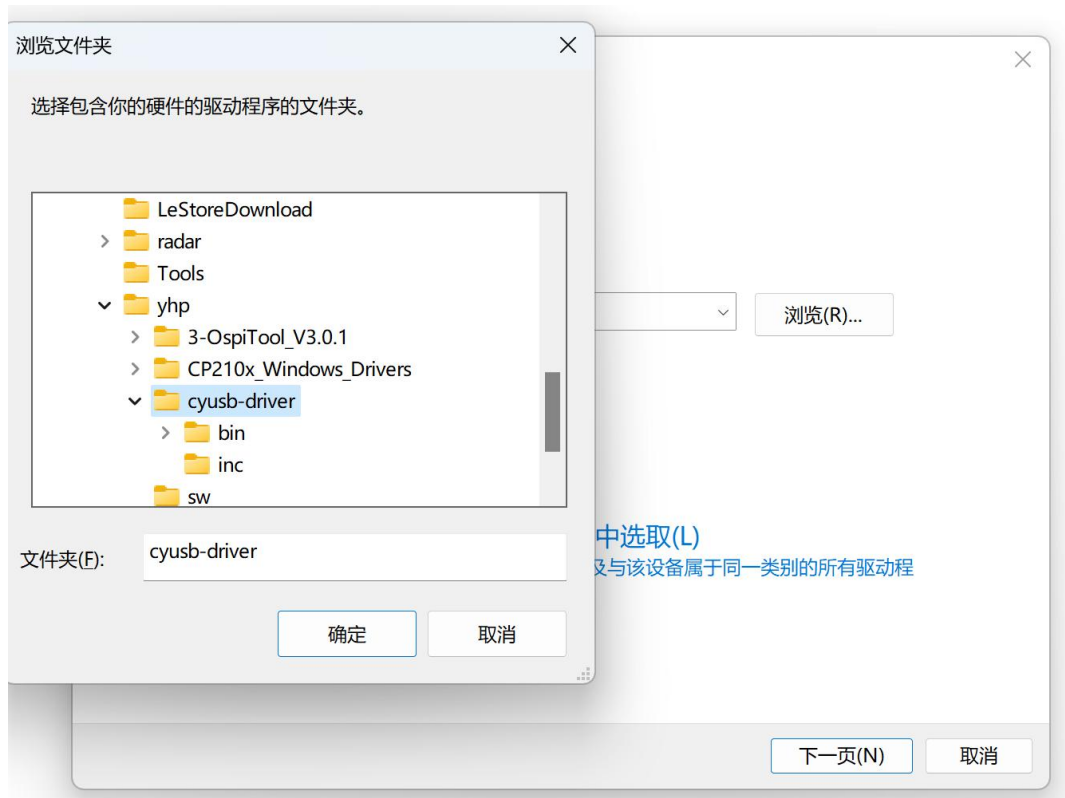 浏览文件夹
选择包含你的硬件的驱动程序的文件夹。
LeStoreDownload
radar
Tools
yhp
3-OspiTool_V3.0.1
CP210x_Windows_Drivers
cyusb-driver
bin
inc
sw
文件夹(F):
cyusb-driver
确定
取消
浏览(R)...
中选取(L)
及与该设备属于同一类别的所有驱动程
下一页(N)
取消